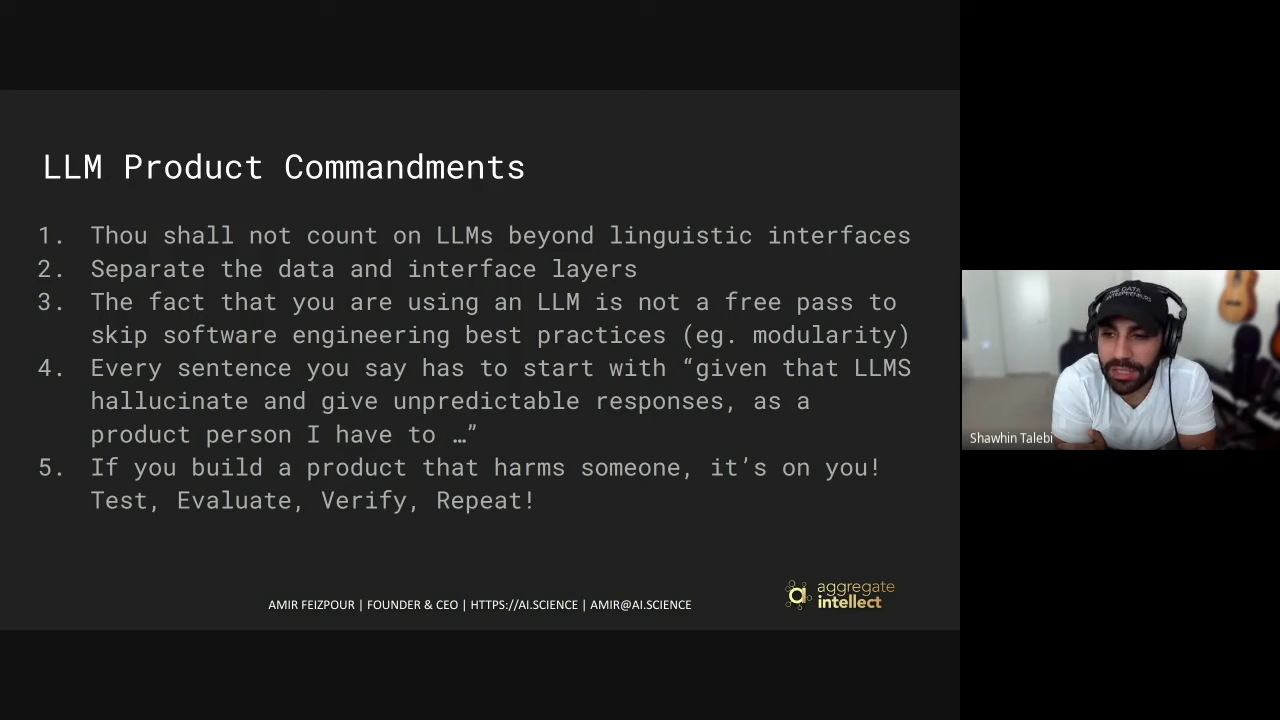 LLM Product Commandments
1. Thou shall not count on LLMs beyond linguistic interfaces
2. Separate the data and interface layers
3. The fact that you are using an LLM is not a free pass to
skip software engineering best practices (eg. modularity)
4. Every sentence you say has to start with “given that LLMS
hallucinate and give unpredictable responses, as a
product person I have to …”
5. If you build a product that harms someone, it’s on you!
Test, Evaluate, Verify, Repeat!
AMIR FEIZPOUR | FOUNDER & CEO | HTTPS://AI.SCIENCE | AMIR@AI.SCIENCE
a aggregate
intellect
THE DATA
ENTREPRENEURS
Shawhin Talebi